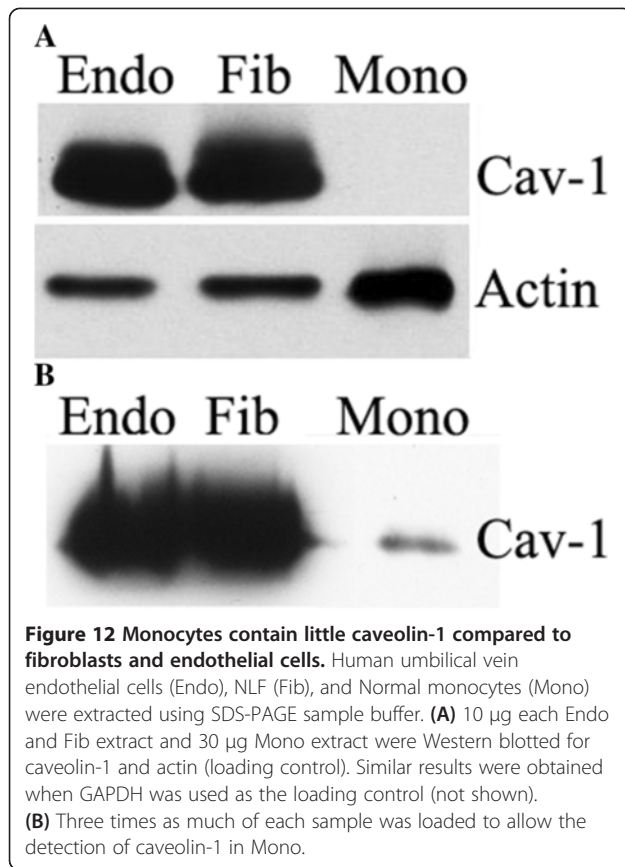 A
Endo Fib Mono
Cav-1
Actin
B
Endo Fib Mono
Cav-1
Figure 12 Monocytes contain little caveolin-1 compared to
fibroblasts and endothelial cells. Human umbilical vein
endothelial cells (Endo), NLF (Fib), and Normal monocytes (Mono)
were extracted using SDS-PAGE sample buffer. (A) 10 μg each Endo
and Fib extract and 30 μg Mono extract were Western blotted for
caveolin-1 and actin (loading control). Similar results were obtained
when GAPDH was used as the loading control (not shown).
(B) Three times as much of each sample was loaded to allow the
detection of caveolin-1 in Mono.